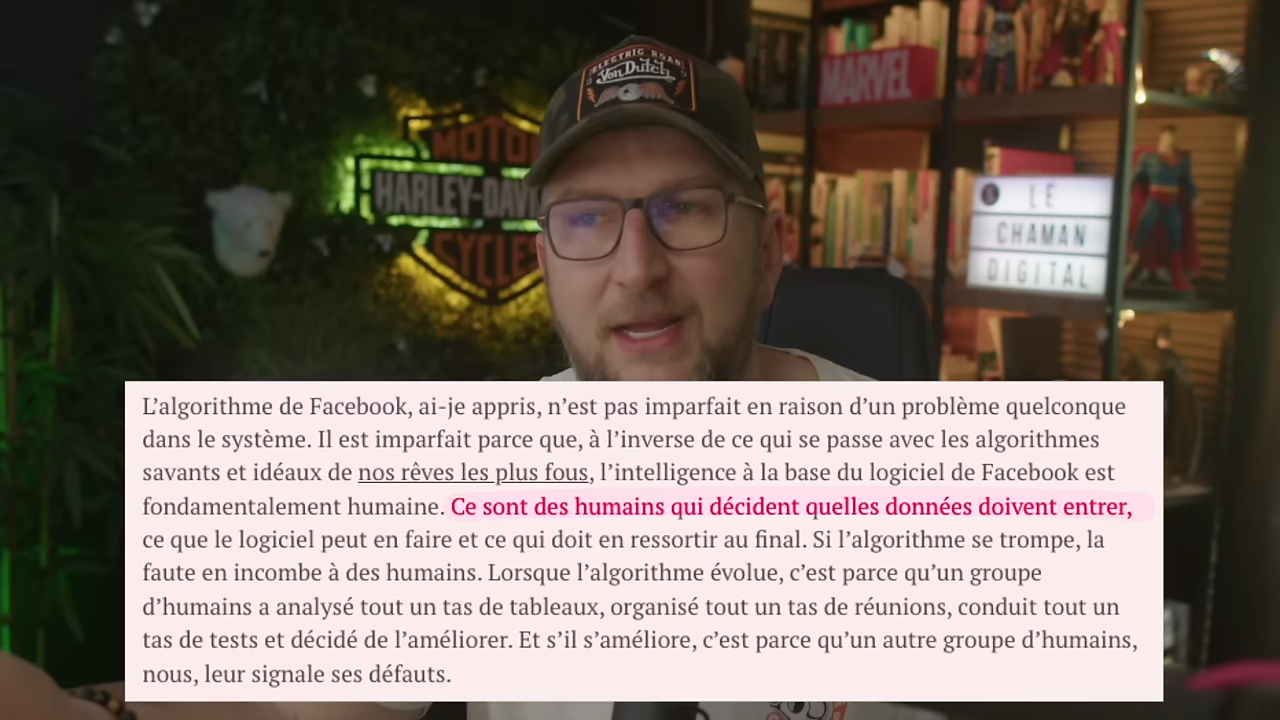 ELECTRIC ROAD
Von Dutch
MARVEL
MOTO
HARLEY-DAVI
CYCLES
LE
CHAMAN
DIGITAL
L’algorithme de Facebook, ai-je appris, n’est pas imparfait en raison d’un problème quelconque
dans le système. Il est imparfait parce que, à l’inverse de ce qui se passe avec les algorithmes
savants et idéaux de nos rêves les plus fous, l’intelligence à la base du logiciel de Facebook est
fondamentalement humaine. Ce sont des humains qui décident quelles données doivent entrer,
ce que le logiciel peut en faire et ce qui doit en ressortir au final. Si l’algorithme se trompe, la
faute en incombe à des humains. Lorsque l’algorithme évolue, c’est parce qu’un groupe
d’humains a analysé tout un tas de tableaux, organisé tout un tas de réunions, conduit tout un
tas de tests et décidé de l’améliorer. Et s’il s’améliore, c’est parce qu’un autre groupe d’humains,
nous, leur signale ses défauts.